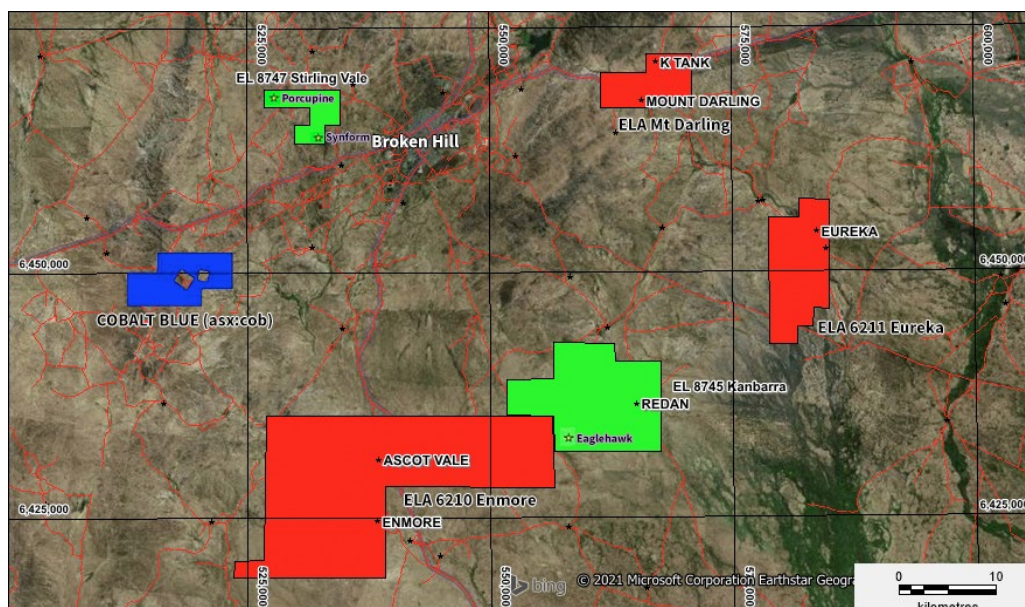 525,000
550,000
575,000
600,000
K TANK
EL 8747 Stirling Vale
Porcupine
MOUNT DARLING
ELA Mt Darling
Synform
Broken Hill
EUREKA
6,450,000
6,450,000
COBALT BLUE (asx:cob)
ELA 6211 Eureka
EL 8745 Kanbarra
REDAN
Eaglehawk
ASCOT VALE
ELA 6210 Enmore
6,425,000
6,425,000
ENMORE
525,000
550,000
bing
© 2021 Microsoft Corporation Earthstar Geogra
0 10
kilometres